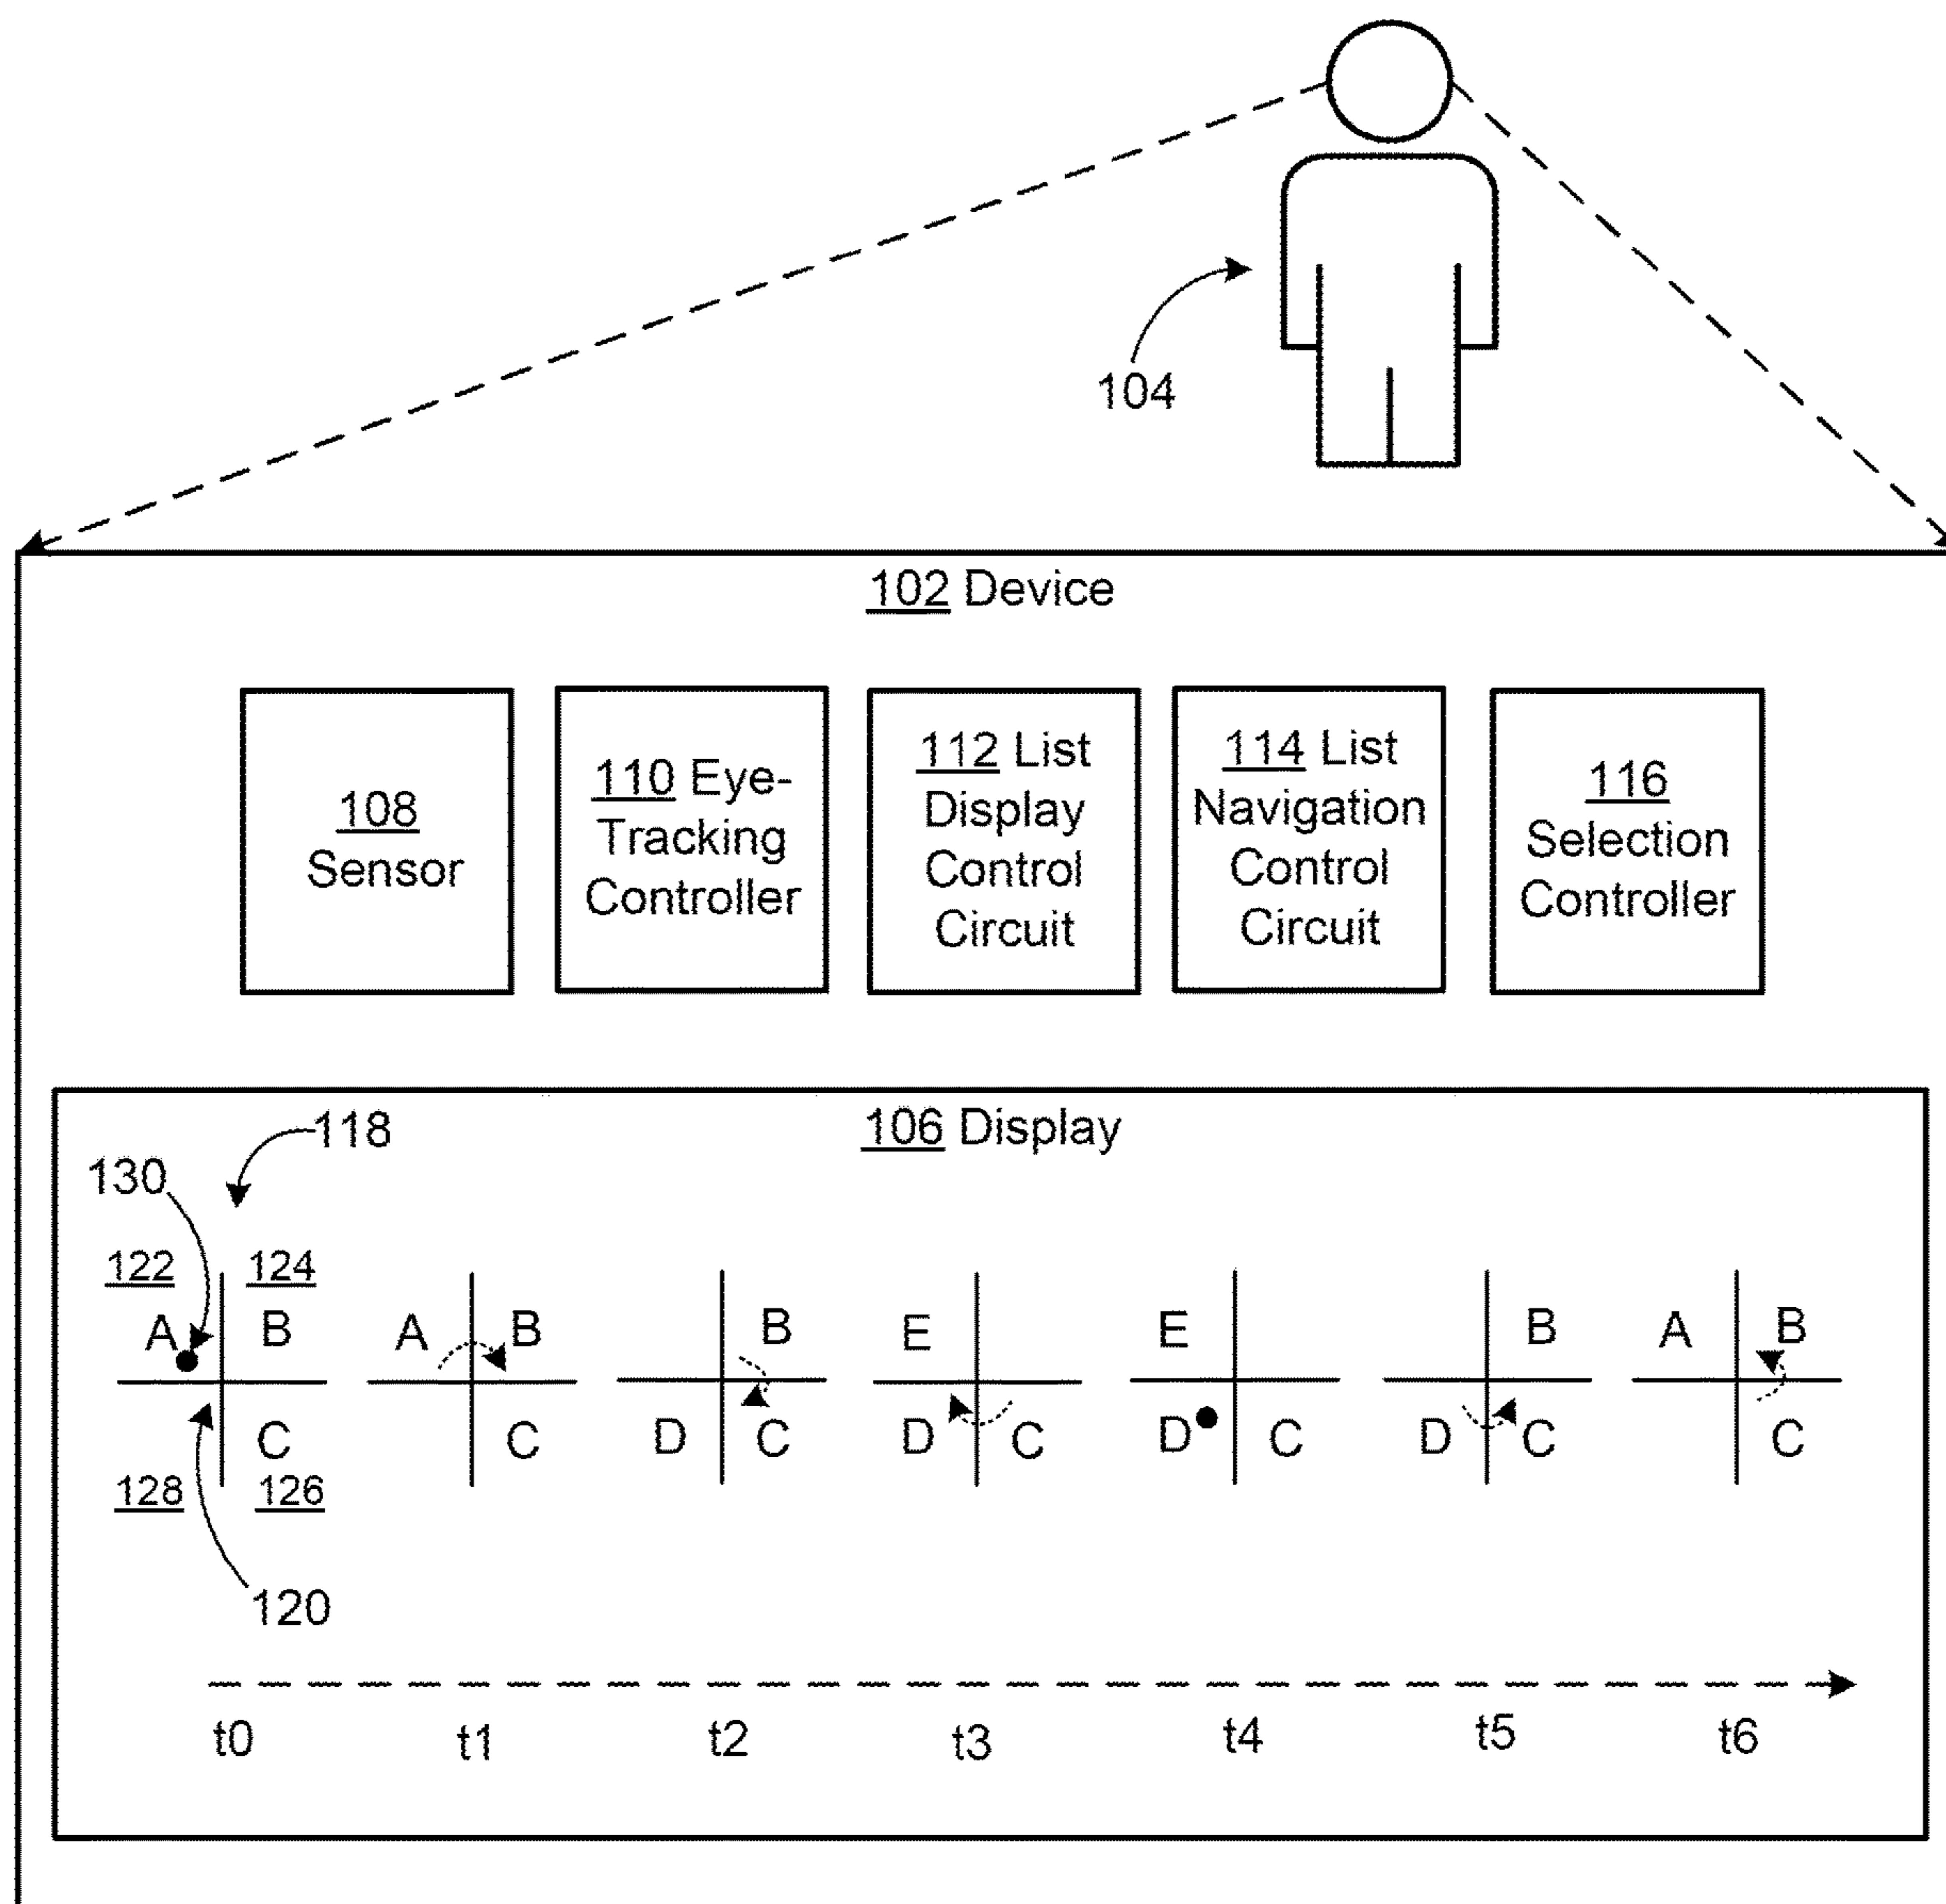 104
102 Device
108
Sensor
110 Eye-
Tracking
Controller
112 List
Display
Control
Circuit
114 List
Navigation
Control
Circuit
116
Selection
Controller
106 Display
118
130
122 124
A B
C
128 126
120
A B
C
B
D C
E
D C
E
D C
B
D C
A B
C
t0 t1 t2 t3 t4 t5 t6